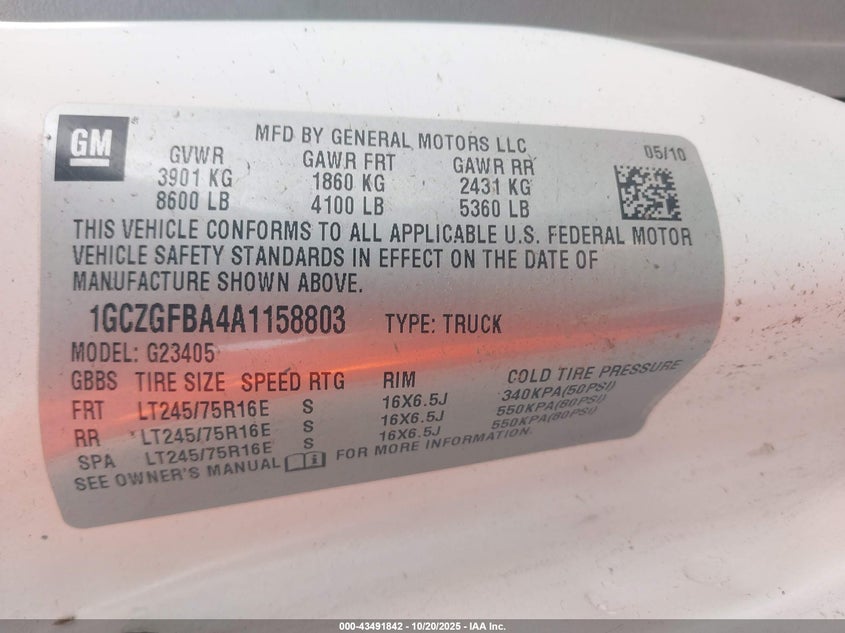 GM
MFD BY GENERAL MOTORS LLC
05/10
GVWR GAWR FRT GAWR RR
3901 KG 1860 KG 2431 KG
8600 LB 4100 LB 5360 LB
THIS VEHICLE CONFORMS TO ALL APPLICABLE U.S. FEDERAL MOTOR
VEHICLE SAFETY STANDARDS IN EFFECT ON THE DATE OF
MANUFACTURE SHOWN ABOVE.
1GCZGFBA4A1158803 TYPE: TRUCK
MODEL: G23405
GBBS TIRE SIZE SPEED RTG RIM COLD TIRE PRESSURE
FRT LT245/75R16E S 16X6.5J 340KPA(50PSI)
RR LT245/75R16E S 16X6.5J 550KPA(80PSI)
SPA LT245/75R16E S 16X6.5J 550KPA(80PSI)
SEE OWNER'S MANUAL FOR MORE INFORMATION.
000-43491842 - 10/20/2025 - IAA Inc.